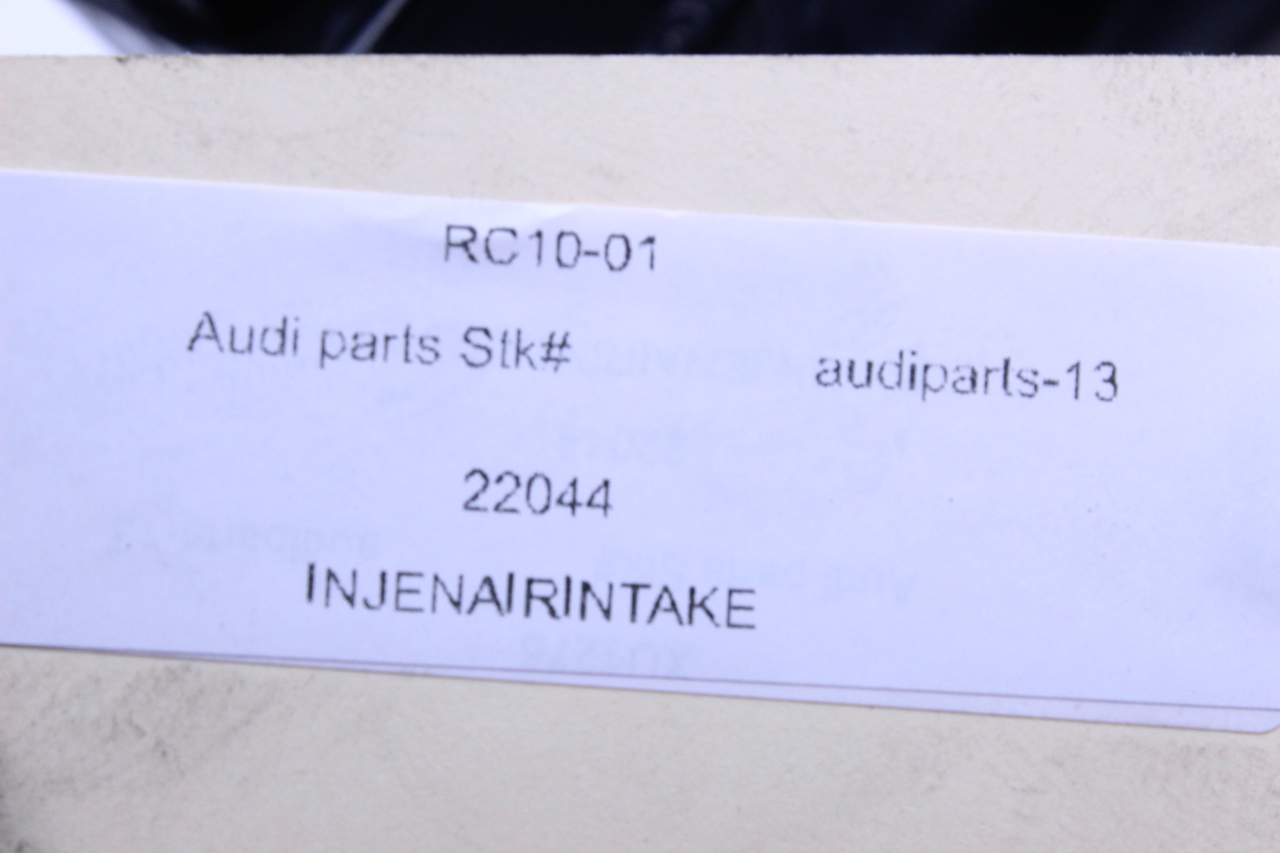 RC10-01
Audi parts Stk# audiparts-13
22044
INJENAIRINTAKE